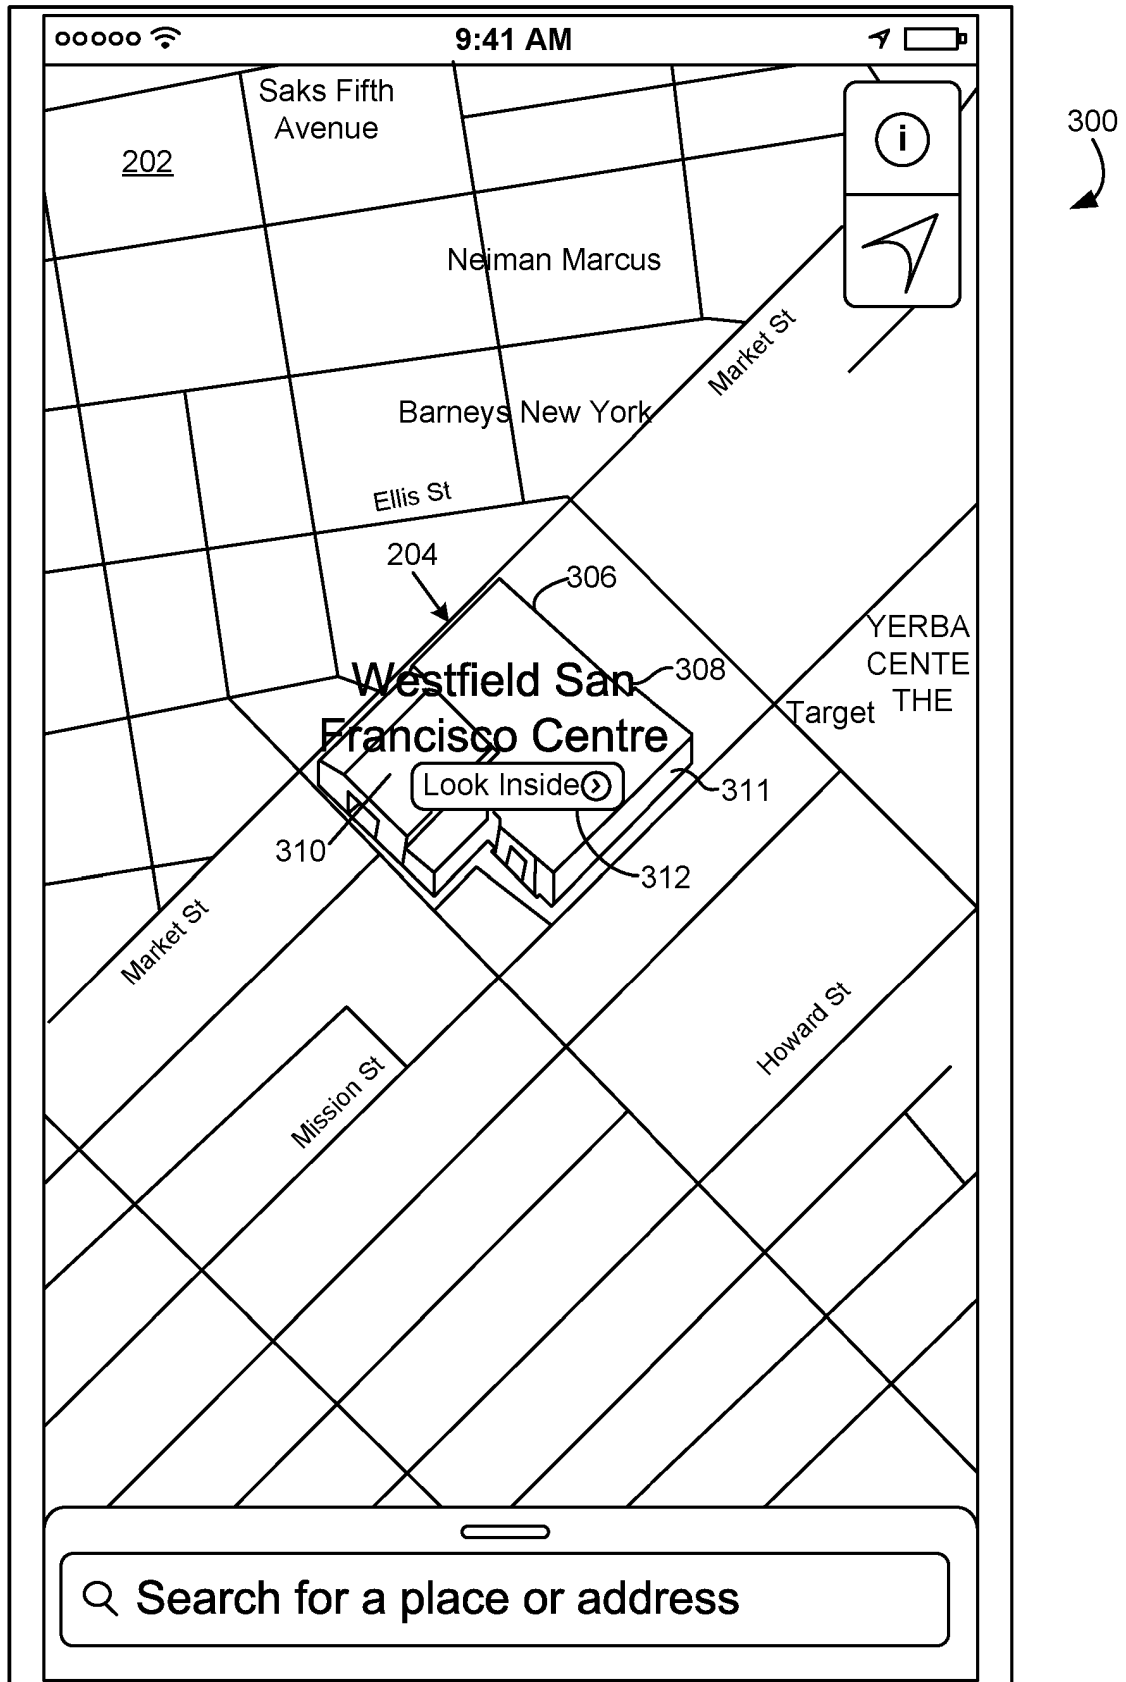 9:41 AM
Saks Fifth
Avenue
300
202
i
Neiman Marcus
Market St
Barneys New York
Ellis St
204
306
YERBA
CENTE
THE
Westfield San
308
Target
Francisco Centre
Look Inside
311
310
312
Market St
Howard St
Mission St
Search for a place or address